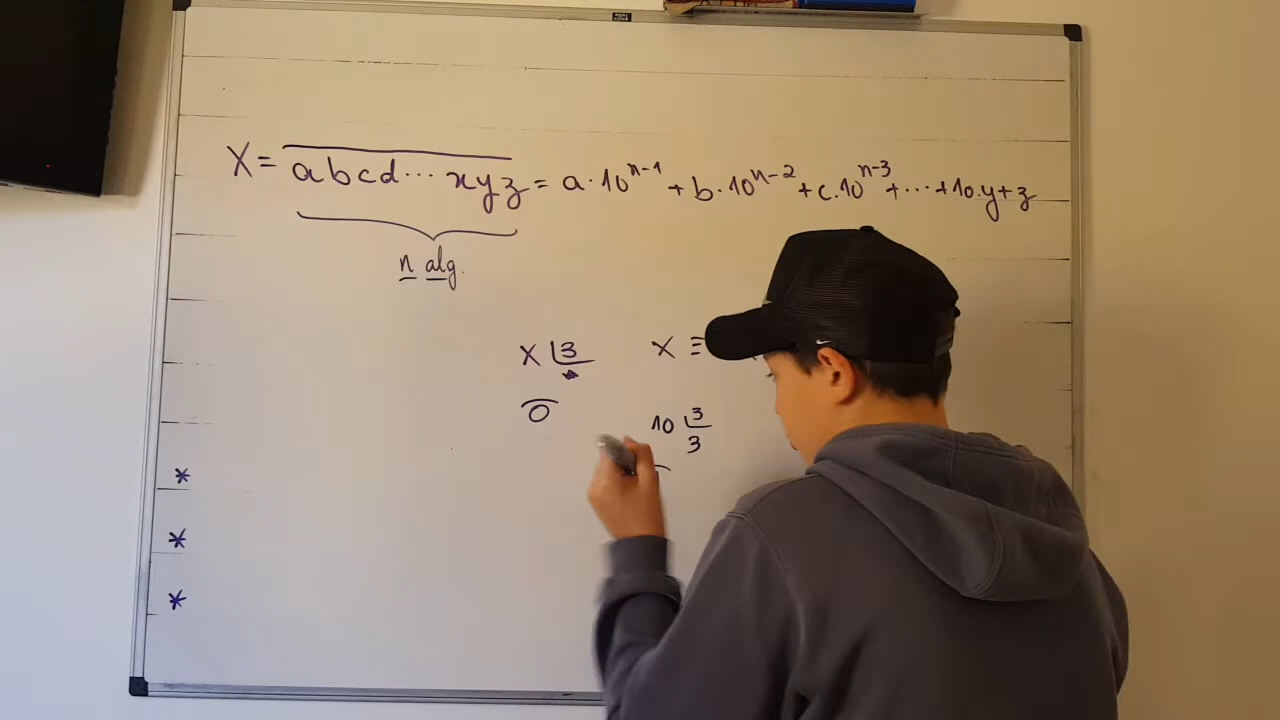 X = abcd... xyz = a·10^{n-1} + b·10^{n-2} + c·10^{n-3} + ... + 10·y + z
n alg.
X 3
0
X ≡
10 3
3
*
*
*